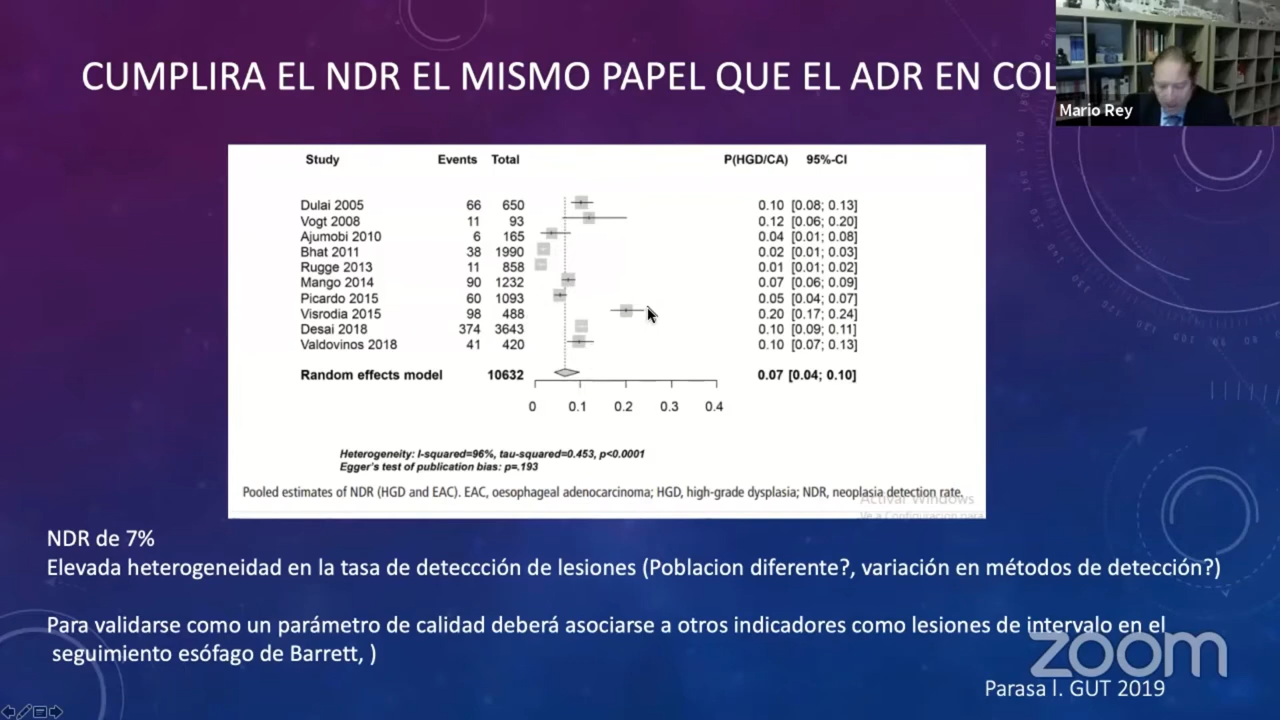 CUMPLIRA EL NDR EL MISMO PAPEL QUE EL ADR EN COL
Mario Rey
Study Events Total P(HGD/CA) 95%-CI
Dulai 2005 66 650 0.10 [0.08; 0.13]
Vogt 2008 11 93 0.12 [0.06; 0.20]
Ajumobi 2010 6 165 0.04 [0.01; 0.08]
Bhat 2011 38 1990 0.02 [0.01; 0.03]
Rugge 2013 11 858 0.01 [0.01; 0.02]
Mango 2014 90 1232 0.07 [0.06; 0.09]
Picardo 2015 60 1093 0.05 [0.04; 0.07]
Visrodia 2015 98 488 0.20 [0.17; 0.24]
Desai 2018 374 3643 0.10 [0.09; 0.11]
Valdovinos 2018 41 420 0.10 [0.07; 0.13]
Random effects model 10632 0.07 [0.04; 0.10]
0 0.1 0.2 0.3 0.4
Heterogeneity: I-squared=96%, tau-squared=0.453, p<0.0001
Egger's test of publication bias: p=.193
Pooled estimates of NDR (HGD and EAC). EAC, oesophageal adenocarcinoma; HGD, high-grade dysplasia; NDR, neoplasia detection rate.
Activar Windows
Ve a Configuración para
NDR de 7%
Elevada heterogeneidad en la tasa de deteccción de lesiones (Poblacion diferente?, variación en métodos de detección?)
Para validarse como un parámetro de calidad deberá asociarse a otros indicadores como lesiones de intervalo en el
seguimiento esófago de Barrett, )
zoom
Parasa I. GUT 2019